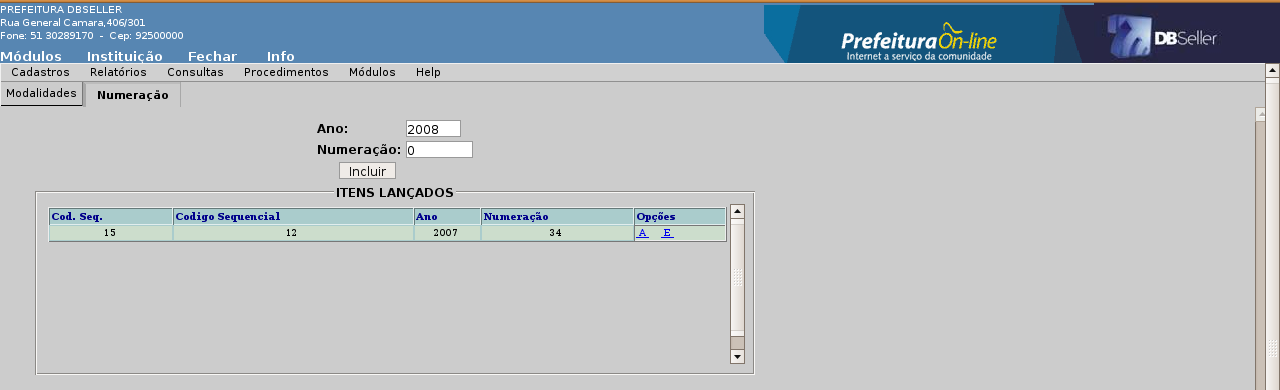 PREFEITURA DBSELLER
Rua General Camara,406/301
Fone: 51 30289170 - Cep: 92500000
Prefeitura On-line
Internet a serviço da comunidade
DBSeller
Módulos Instituição Fechar Info
Cadastros Relatórios Consultas Procedimentos Módulos Help
Modalidades Numeração
Ano: 2008
Numeração: 0
Incluir
ITENS LANÇADOS
Cod. Seq. Codigo Sequencial Ano Numeração Opções
15 12 2007 34 A E